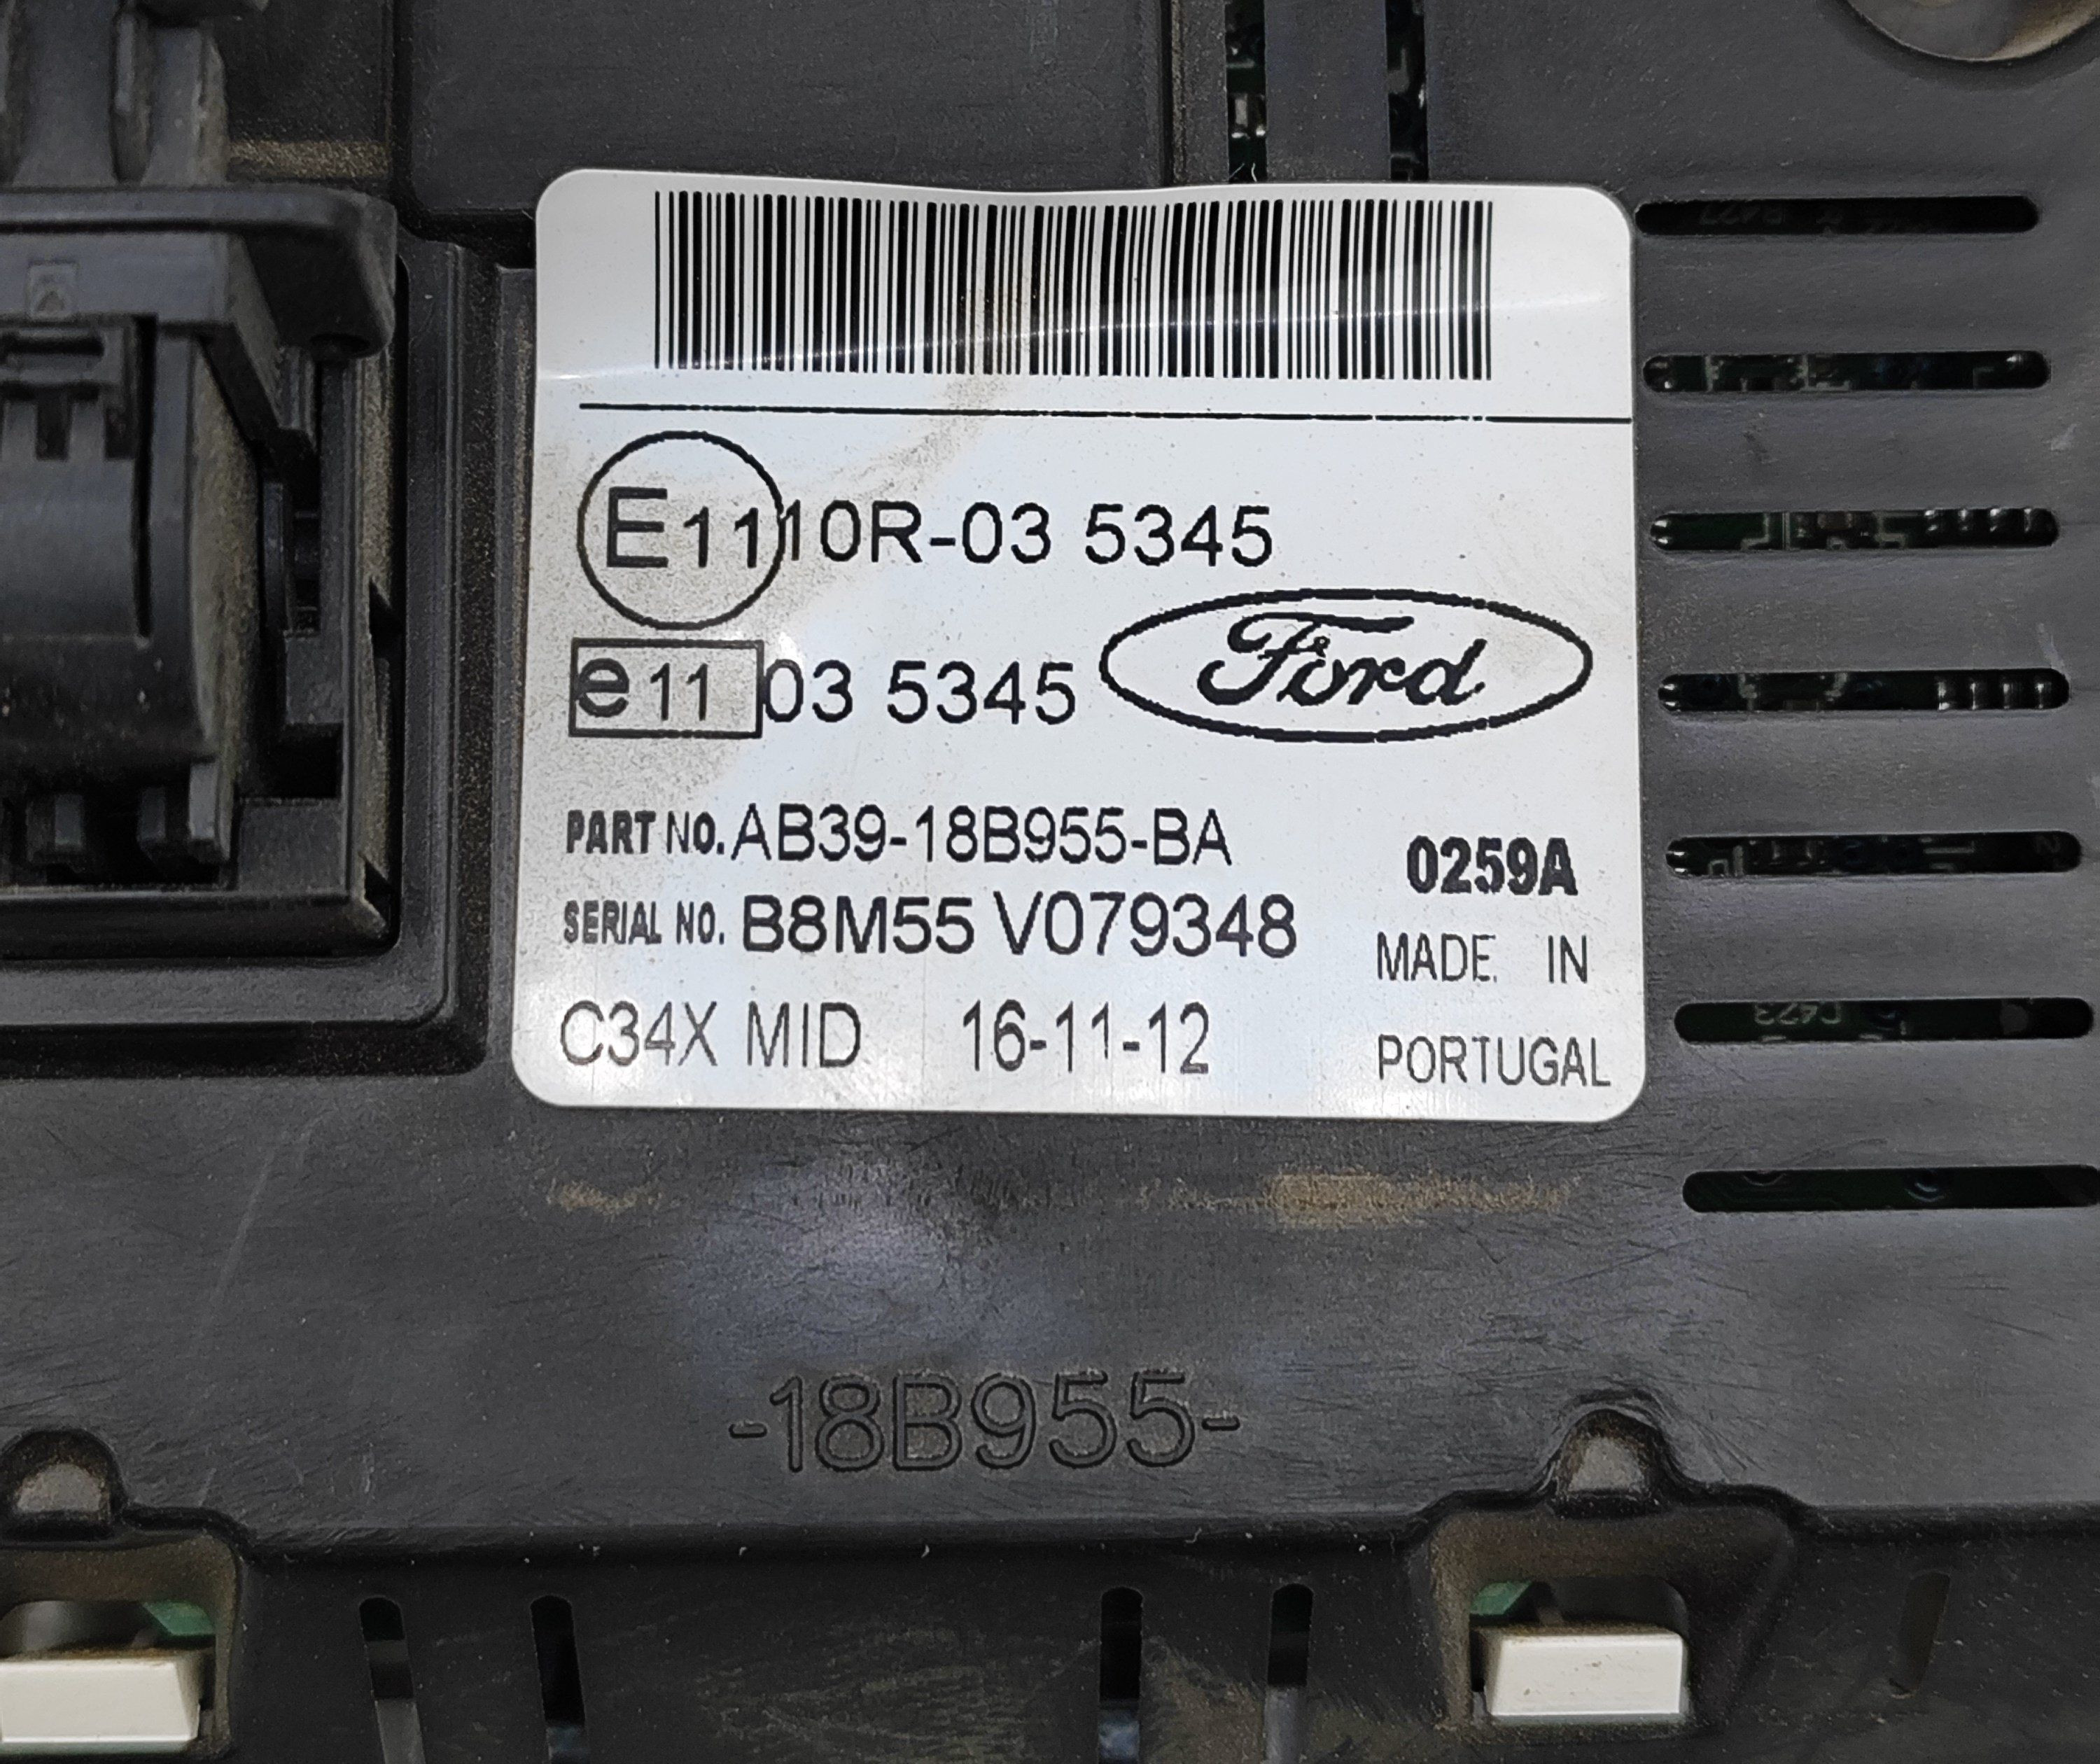 E11 10R-03 5345
e11 03 5345 Ford
PART NO. AB39-18B955-BA
0259A
SERIAL NO. B8M55 V079348
MADE IN
C34X MID 16-11-12
PORTUGAL
-18B955-